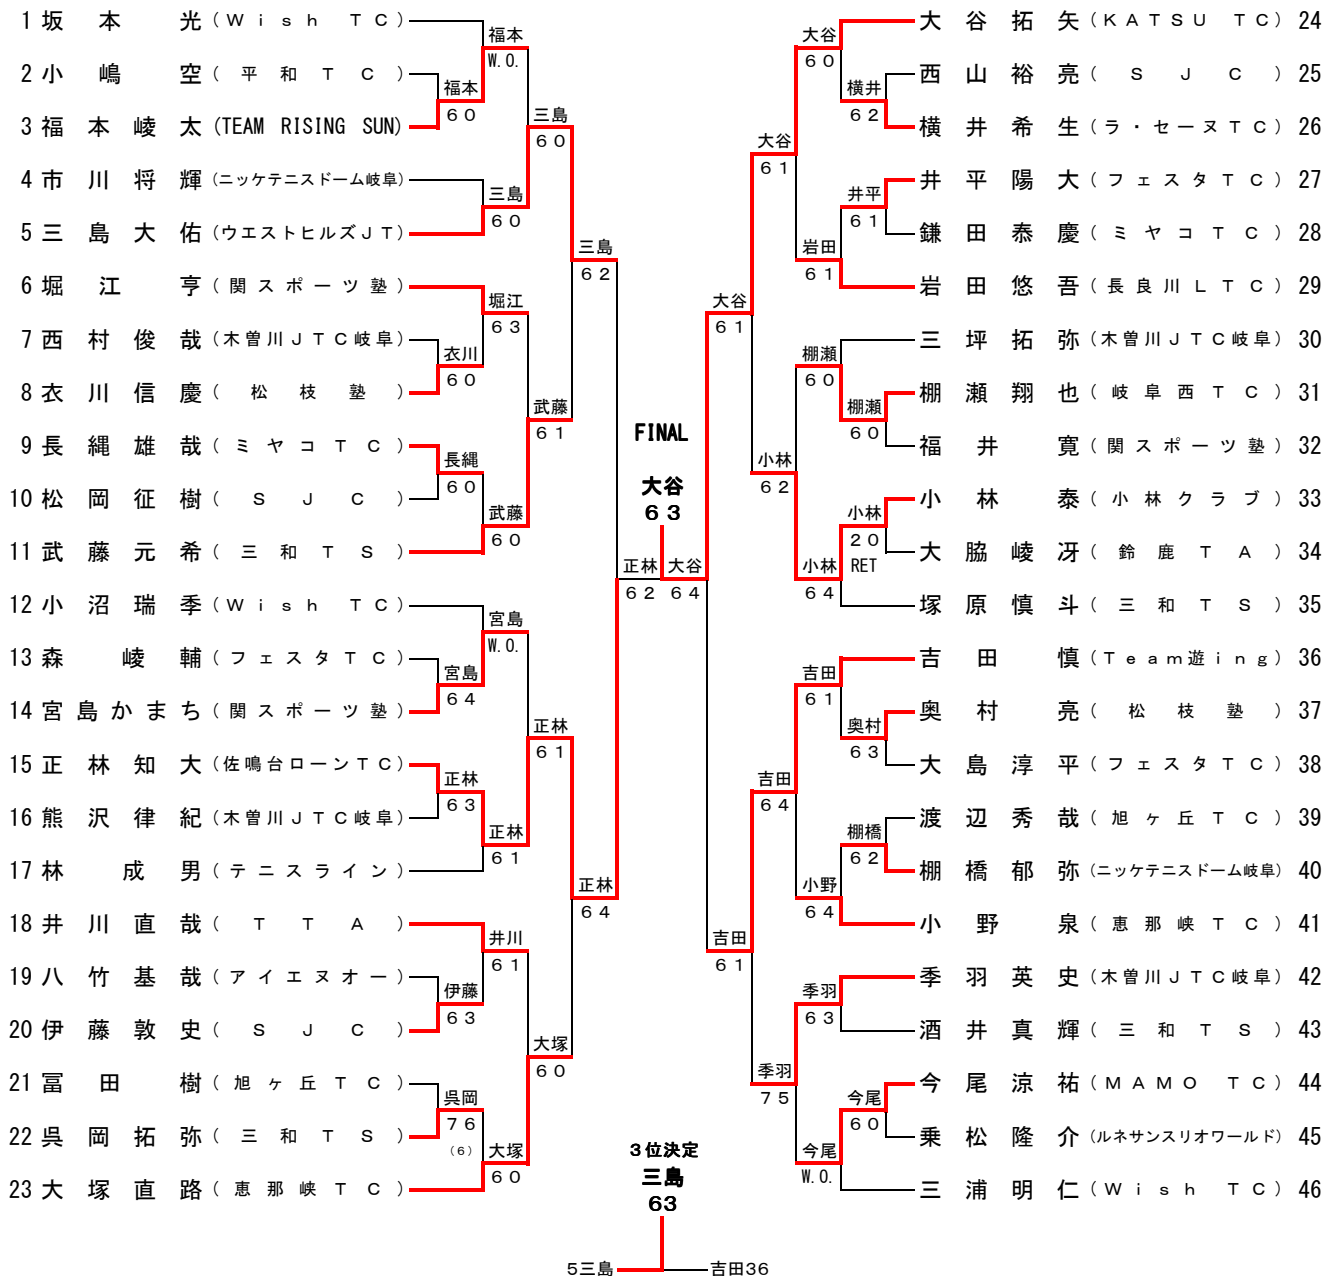 1 坂本光 (Wish TC)
2 小嶋空 (平和TC)
3 福本崚太 (TEAM RISING SUN)
4 市川将輝 (ニッケテニスドーム岐阜)
5 三島大佑 (ウエストヒルズJT)
6 堀江亨 (関スポーツ塾)
7 西村俊哉 (木曽川JTC岐阜)
8 衣川信慶 (松枝塾)
9 長縄雄哉 (ミヤコTC)
10 松岡征樹 (SJC)
11 武藤元希 (三和TS)
12 小沼瑞季 (Wish TC)
13 森崚輔 (フェスタTC)
14 宮島かまち (関スポーツ塾)
15 正林知大 (佐鳴台ローンTC)
16 熊沢律紀 (木曽川JTC岐阜)
17 林成男 (テニスライン)
18 井川直哉 (TTA)
19 八竹基哉 (アイエヌオー)
20 伊藤敦史 (SJC)
21 冨田樹 (旭ヶ丘TC)
22 呉岡拓弥 (三和TS)
23 大塚直路 (恵那峡TC)
福本
60
衣川
60
長縄
60
宮島
64
正林
63
伊藤
63
呉岡
76
(6)
福本
W.O.
三島
60
堀江
63
武藤
60
宮島
W.O.
正林
61
井川
61
大塚
60
三島
60
武藤
61
正林
61
大塚
60
三島
62
正林
64
正林
62
FINAL
大谷
63
大谷
64
大谷
61
吉田
61
大谷
61
小林
62
吉田
64
季羽
75
大谷
60
岩田
61
棚瀬
60
小林
64
吉田
61
小野
64
季羽
63
今尾
W.O.
横井
62
井平
61
棚瀬
60
小林
20
RET
奥村
63
棚橋
62
今尾
60
大谷拓矢 (KATSU TC) 24
西山裕亮 (SJC) 25
横井希生 (ラ・セーヌTC) 26
井平陽大 (フェスタTC) 27
鎌田泰慶 (ミヤコTC) 28
岩田悠吾 (長良川LTC) 29
三坪拓弥 (木曽川JTC岐阜) 30
棚瀬翔也 (岐阜西TC) 31
福井寛 (関スポーツ塾) 32
小林泰 (小林クラブ) 33
大脇崚冴 (鈴鹿TA) 34
塚原慎斗 (三和TS) 35
吉田慎 (Team遊ing) 36
奥村亮 (松枝塾) 37
大島淳平 (フェスタTC) 38
渡辺秀哉 (旭ヶ丘TC) 39
棚橋郁弥 (ニッケテニスドーム岐阜) 40
小野泉 (恵那峡TC) 41
季羽英史 (木曽川JTC岐阜) 42
酒井真輝 (三和TS) 43
今尾涼祐 (MAMO TC) 44
乗松隆介 (ルネサンスリオワールド) 45
三浦明仁 (Wish TC) 46
3位決定
三島
63
5三島
吉田36